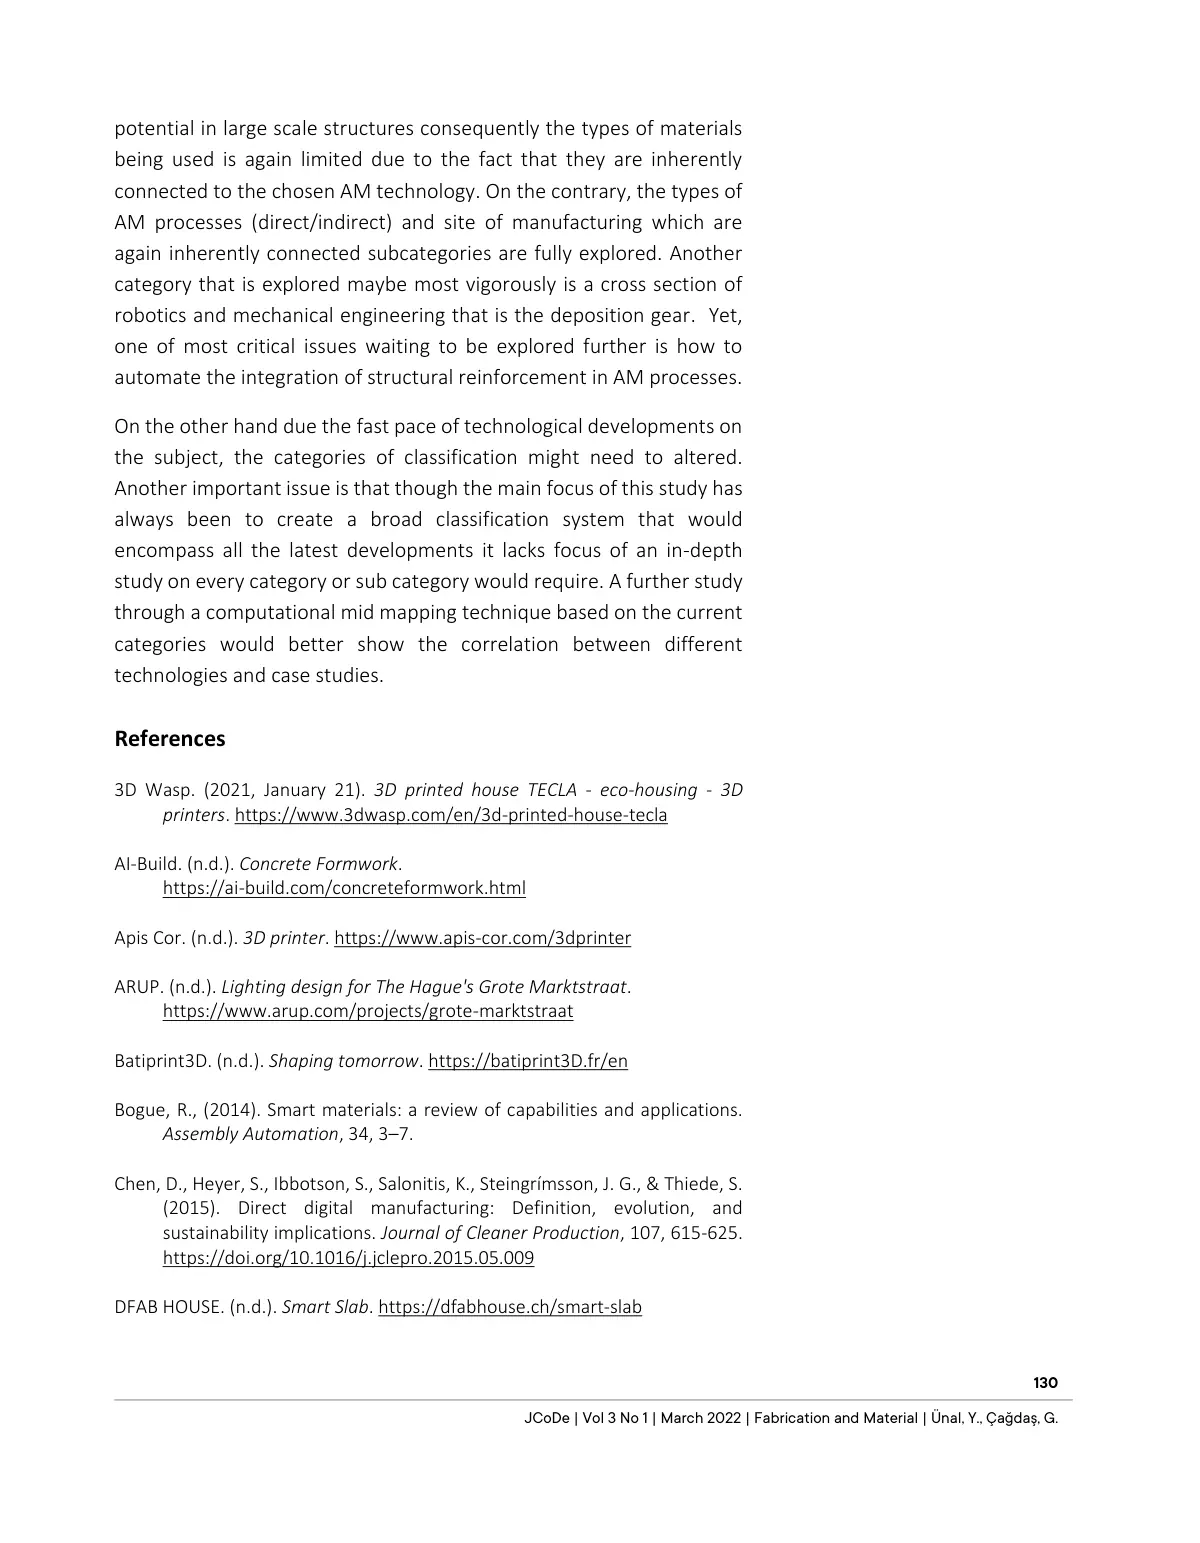 potential in large scale structures consequently the types of materials
being used is again limited due to the fact that they are inherently
connected to the chosen AM technology. On the contrary, the types of
AM processes (direct/indirect) and site of manufacturing which are
again inherently connected subcategories are fully explored. Another
category that is explored maybe most vigorously is a cross section of
robotics and mechanical engineering that is the deposition gear. Yet,
one of most critical issues waiting to be explored further is how to
automate the integration of structural reinforcement in AM processes.
On the other hand due the fast pace of technological developments on
the subject, the categories of classification might need to altered.
Another important issue is that though the main focus of this study has
always been to create a broad classification system that would
encompass all the latest developments it lacks focus of an in-depth
study on every category or sub category would require. A further study
through a computational mid mapping technique based on the current
categories would better show the correlation between different
technologies and case studies.
References
3D Wasp. (2021, January 21). 3D printed house TECLA - eco-housing - 3D
printers. https://www.3dwasp.com/en/3d-printed-house-tecla
AI-Build. (n.d.). Concrete Formwork.
https://ai-build.com/concreteformwork.html
Apis Cor. (n.d.). 3D printer. https://www.apis-cor.com/3dprinter
ARUP. (n.d.). Lighting design for The Hague's Grote Marktstraat.
https://www.arup.com/projects/grote-marktstraat
Batiprint3D. (n.d.). Shaping tomorrow. https://batiprint3D.fr/en
Bogue, R., (2014). Smart materials: a review of capabilities and applications.
Assembly Automation, 34, 3–7.
Chen, D., Heyer, S., Ibbotson, S., Salonitis, K., Steingrímsson, J. G., & Thiede, S.
(2015). Direct digital manufacturing: Definition, evolution, and
sustainability implications. Journal of Cleaner Production, 107, 615-625.
https://doi.org/10.1016/j.jclepro.2015.05.009
DFAB HOUSE. (n.d.). Smart Slab. https://dfabhouse.ch/smart-slab
130
JCoDe | Vol 3 No 1 | March 2022 | Fabrication and Material | Ünal, Y., Çağdaş, G.